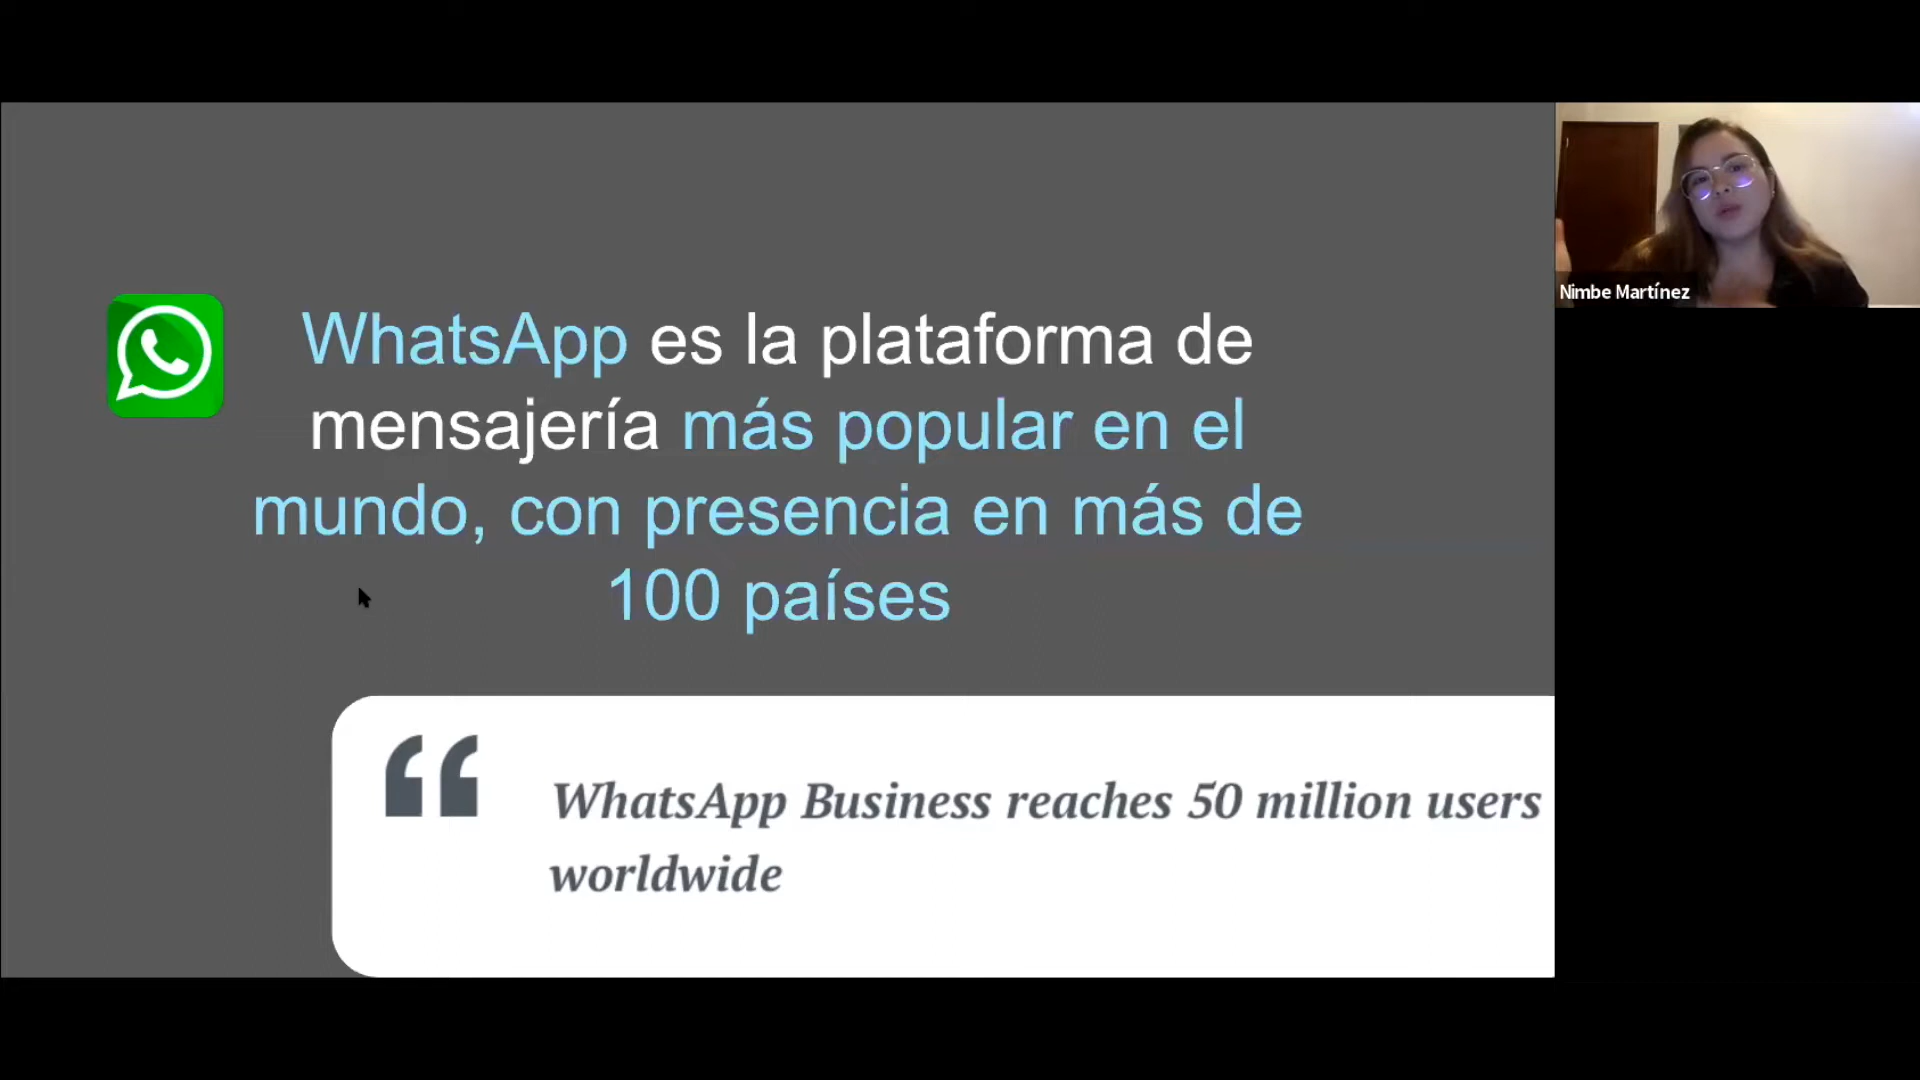 WhatsApp es la plataforma de
mensajería más popular en el
mundo, con presencia en más de
100 países
“
WhatsApp Business reaches 50 million users
worldwide
Nimbe Martínez